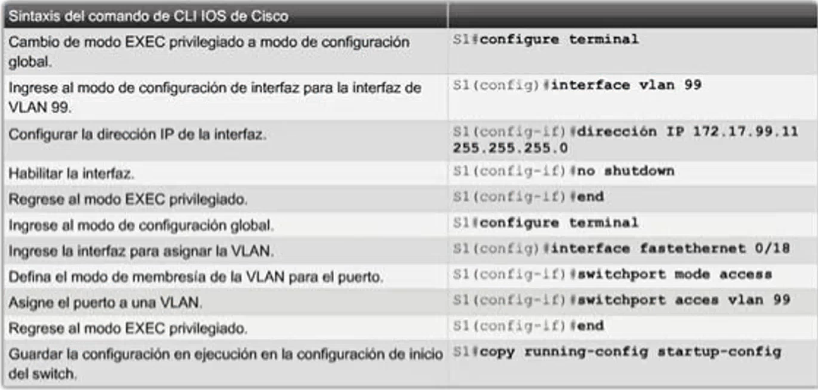 Sintaxis del comando de CLI IOS de Cisco
Cambio de modo EXEC privilegiado a modo de configuración
global.
S1#configure terminal
Ingrese al modo de configuración de interfaz para la interfaz de
VLAN 99.
S1(config)#interface vlan 99
Configurar la dirección IP de la interfaz.
S1(config-if)#dirección IP 172.17.99.11
255.255.255.0
Habilitar la interfaz.
S1(config-if)#no shutdown
Regrese al modo EXEC privilegiado.
S1(config-if)#end
Ingrese al modo de configuración global.
S1#configure terminal
Ingrese la interfaz para asignar la VLAN.
S1(config)#interface fastethernet 0/18
Defina el modo de membresía de la VLAN para el puerto.
S1(config-if)#switchport mode access
Asigne el puerto a una VLAN.
S1(config-if)#switchport acces vlan 99
Regrese al modo EXEC privilegiado.
S1(config-if)#end
Guardar la configuración en ejecución en la configuración de inicio
del switch.
S1#copy running-config startup-config